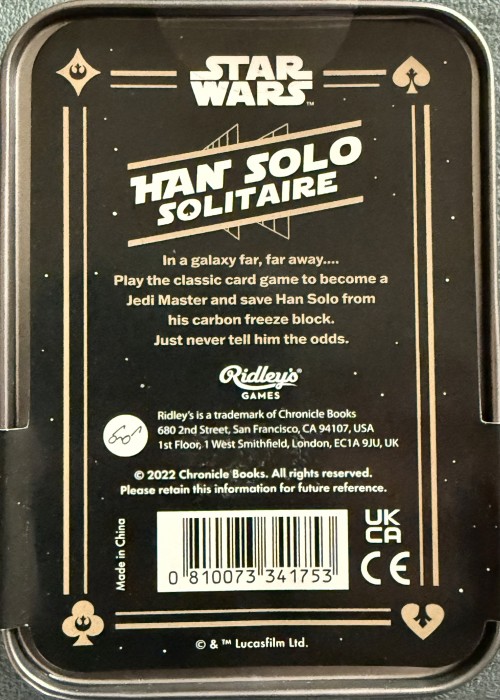 STAR
WARS™
HAN SOLO
SOLITAIRE
In a galaxy far, far away....
Play the classic card game to become a
Jedi Master and save Han Solo from
his carbon freeze block.
Just never tell him the odds.
Ridley's®
GAMES
Ridley's is a trademark of Chronicle Books
680 2nd Street, San Francisco, CA 94107, USA
1st Floor, 1 West Smithfield, London, EC1A 9JU, UK
© 2022 Chronicle Books. All rights reserved.
Please retain this information for future reference.
Made in China
0 810073 341753
UK
CA
CE
© & ™ Lucasfilm Ltd.